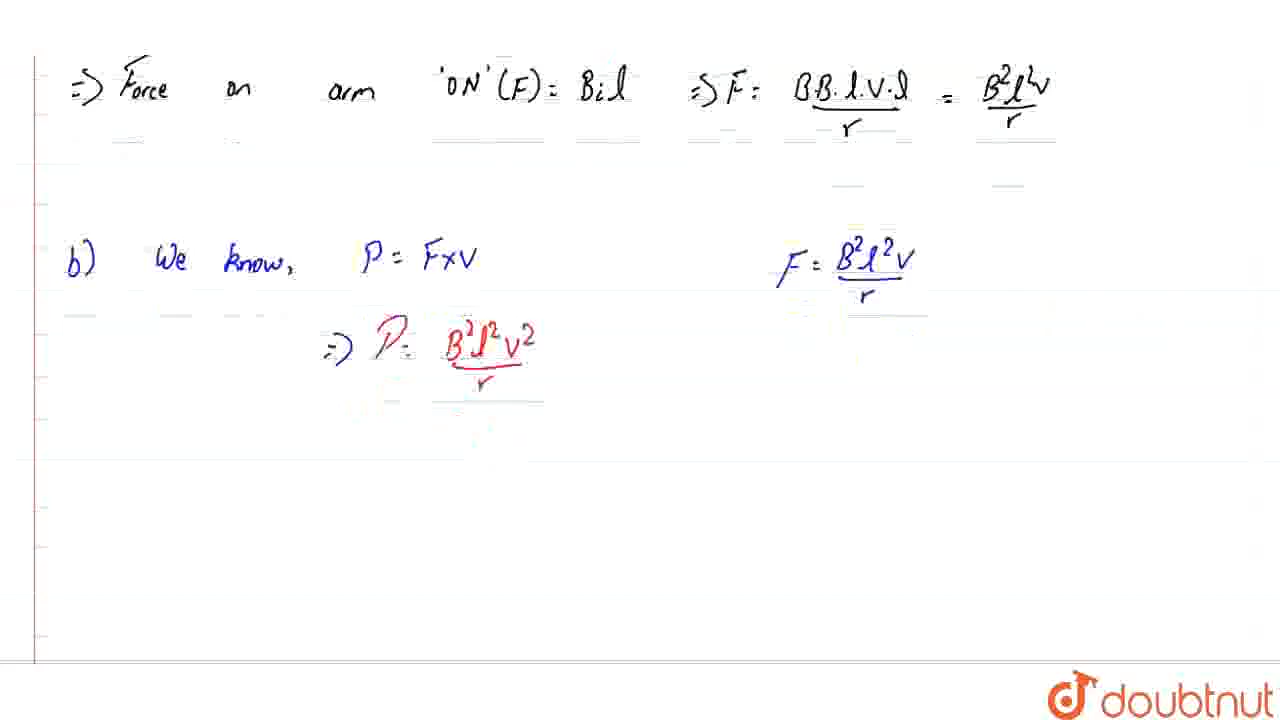 => Force on arm 'ON' (F) = Bil => F = B.B.l.v.l/r = B²l²v/r
b) We know, P = F×v F = B²l²v/r
=> P = B²l²v²/r
doubtnut